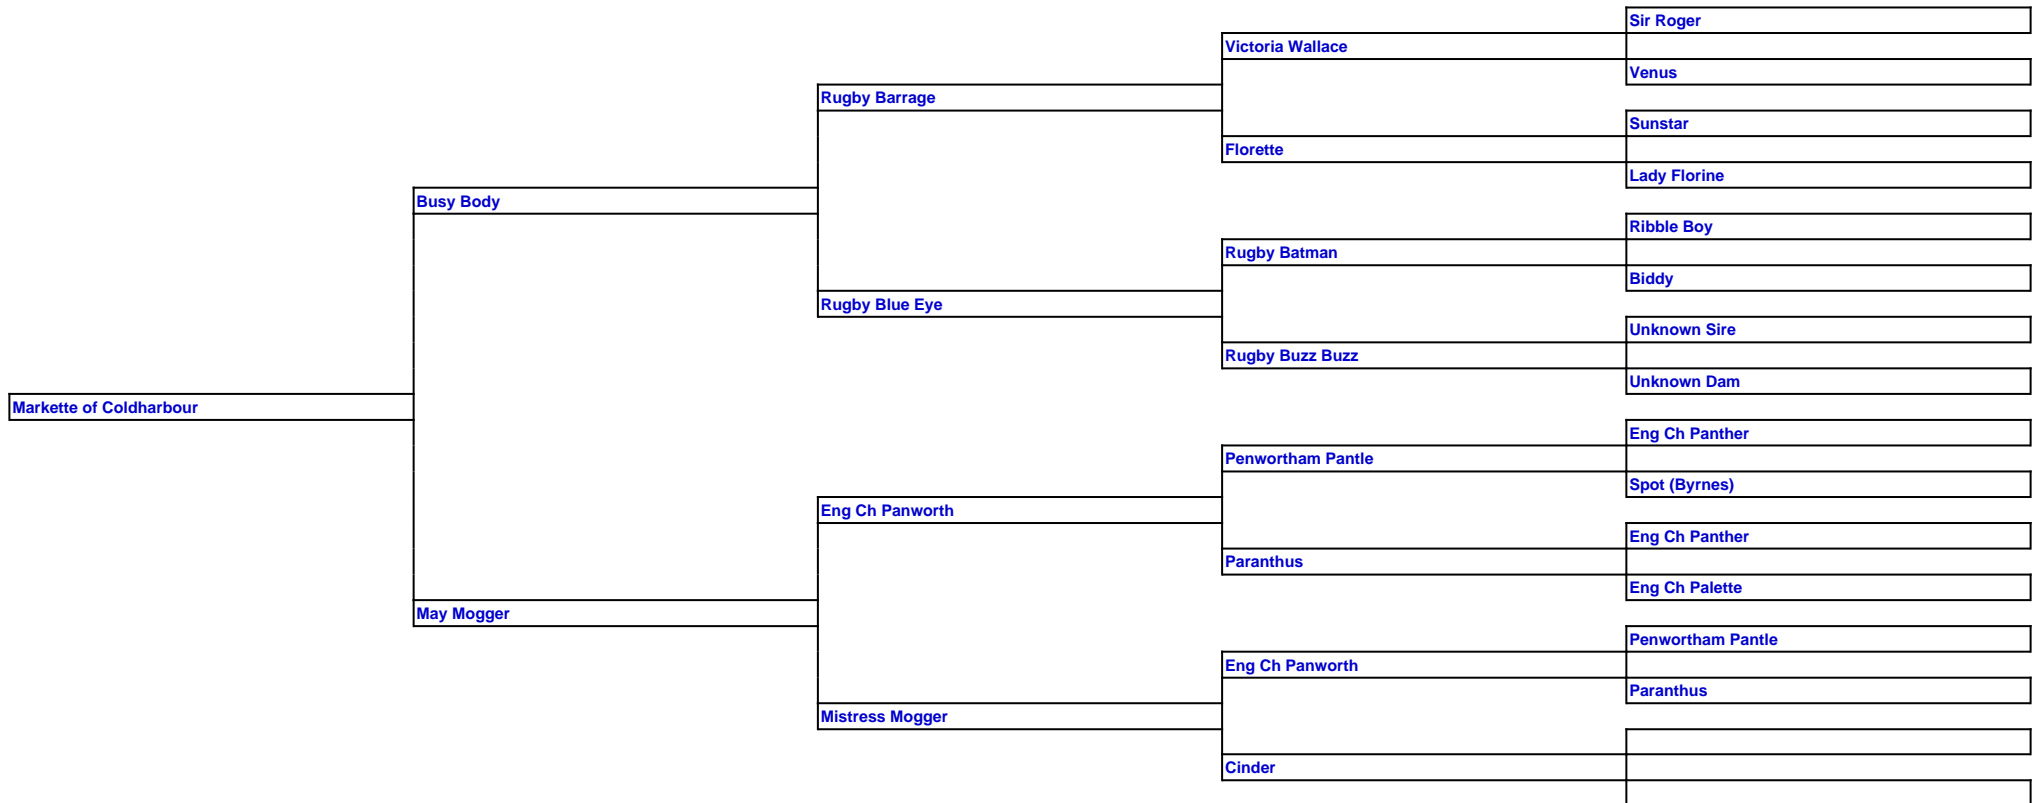 Sir Roger
Victoria Wallace
Venus
Rugby Barrage
Sunstar
Florette
Lady Florine
Busy Body
Ribble Boy
Rugby Batman
Biddy
Rugby Blue Eye
Unknown Sire
Rugby Buzz Buzz
Unknown Dam
Markette of Coldharbour
Eng Ch Panther
Penwortham Pantle
Spot (Byrnes)
Eng Ch Panworth
Eng Ch Panther
Paranthus
Eng Ch Palette
May Mogger
Penwortham Pantle
Eng Ch Panworth
Paranthus
Mistress Mogger
Cinder